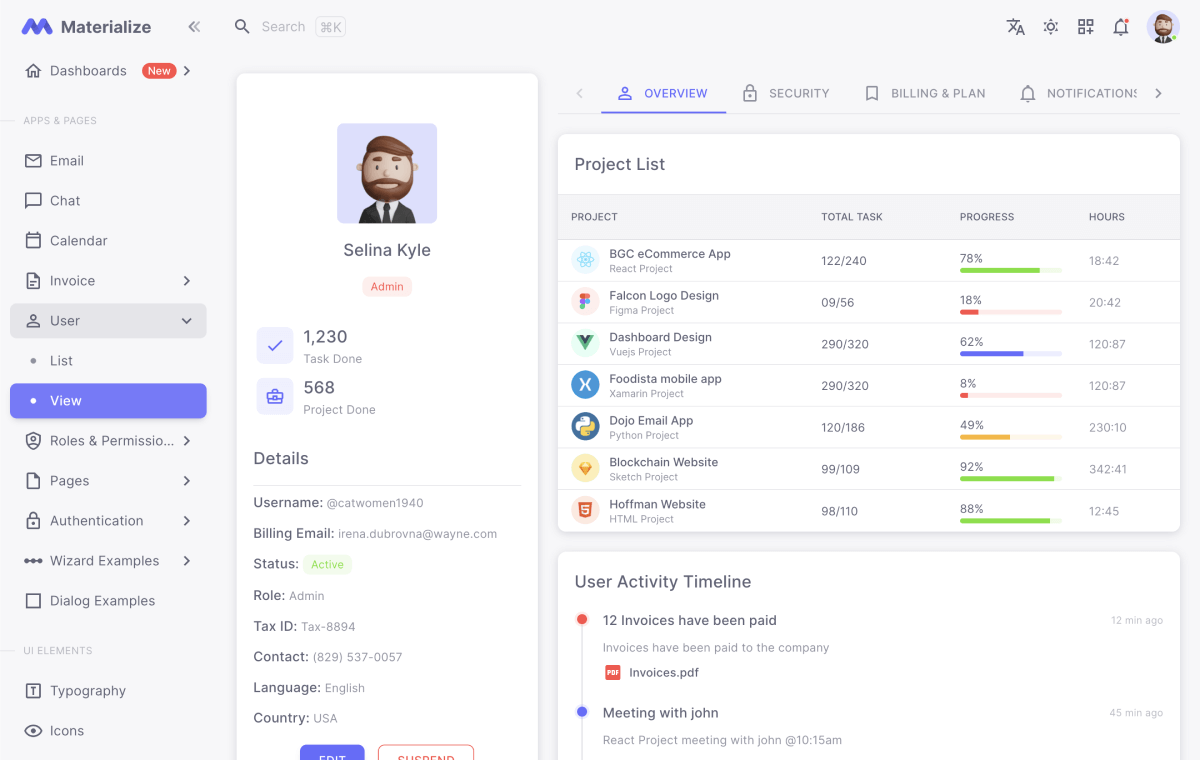 Materialize
Search ⌘K
Dashboards New
APPS & PAGES
Email
Chat
Calendar
Invoice
User
List
View
Roles & Permissio...
Pages
Authentication
Wizard Examples
Dialog Examples
UI ELEMENTS
Typography
Icons
Selina Kyle
Admin
1,230
Task Done
568
Project Done
Details
Username: @catwomen1940
Billing Email: irena.dubrovna@wayne.com
Status: Active
Role: Admin
Tax ID: Tax-8894
Contact: (829) 537-0057
Language: English
Country: USA
EDIT SUSPEND
OVERVIEW SECURITY BILLING & PLAN NOTIFICATIONS
Project List
PROJECT TOTAL TASK PROGRESS HOURS
BGC eCommerce App
React Project
122/240 78% 18:42
Falcon Logo Design
Figma Project
09/56 18% 20:42
Dashboard Design
Vuejs Project
290/320 62% 120:87
Foodista mobile app
Xamarin Project
290/320 8% 120:87
Dojo Email App
Python Project
120/186 49% 230:10
Blockchain Website
Sketch Project
99/109 92% 342:41
Hoffman Website
HTML Project
98/110 88% 12:45
User Activity Timeline
12 Invoices have been paid 12 min ago
Invoices have been paid to the company
PDF Invoices.pdf
Meeting with john 45 min ago
React Project meeting with john @10:15am